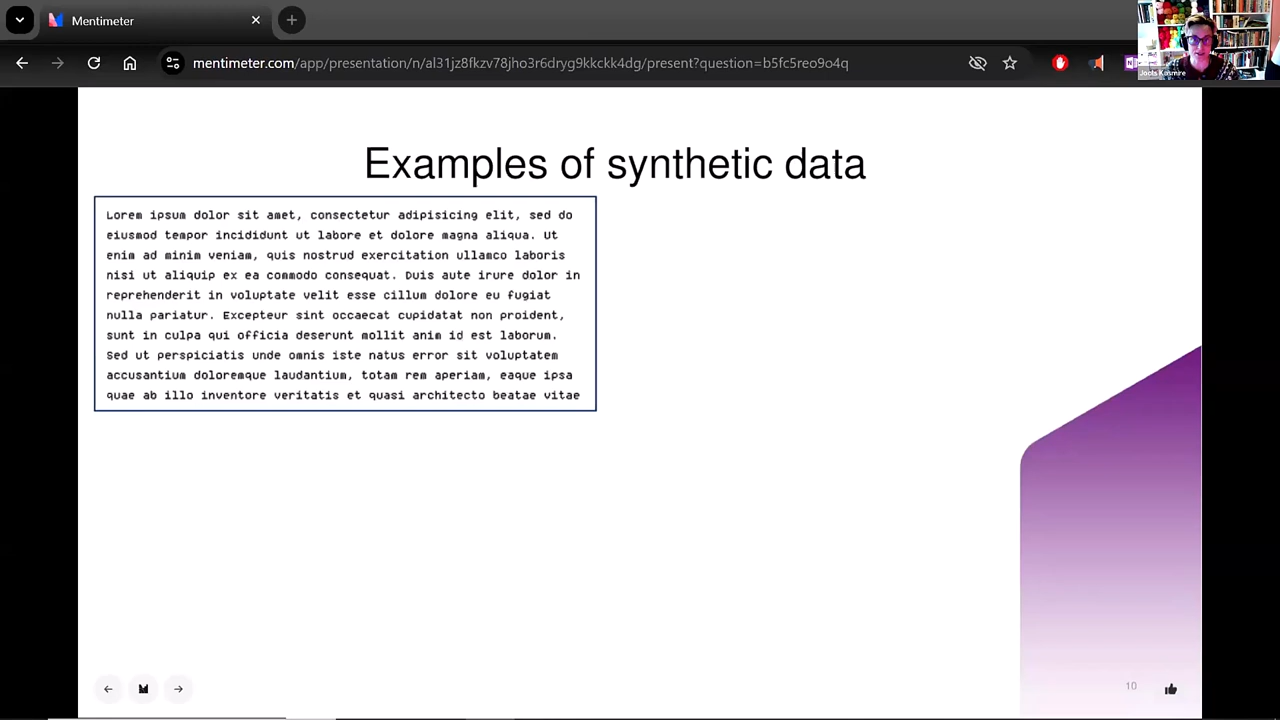 Mentimeter
mentimeter.com/app/presentation/n/al31z8fkzv78jho3r6dryg9kkckk4dg/present?question=b5fc5reo9o4q
Joots Kasmire
Examples of synthetic data
Lorem ipsum dolor sit amet, consectetur adipisicing elit, sed do
eiusmod tempor incididunt ut labore et dolore magna aliqua. Ut
enim ad minim veniam, quis nostrud exercitation ullamco laboris
nisi ut aliquip ex ea commodo consequat. Duis aute irure dolor in
reprehenderit in voluptate velit esse cillum dolore eu fugiat
nulla pariatur. Excepteur sint occaecat cupidatat non proident,
sunt in culpa qui officia deserunt mollit anim id est laborum.
Sed ut perspiciatis unde omnis iste natus error sit voluptatem
accusantium doloremque laudantium, totam rem aperiam, eaque ipsa
quae ab illo inventore veritatis et quasi architecto beatae vitae
10